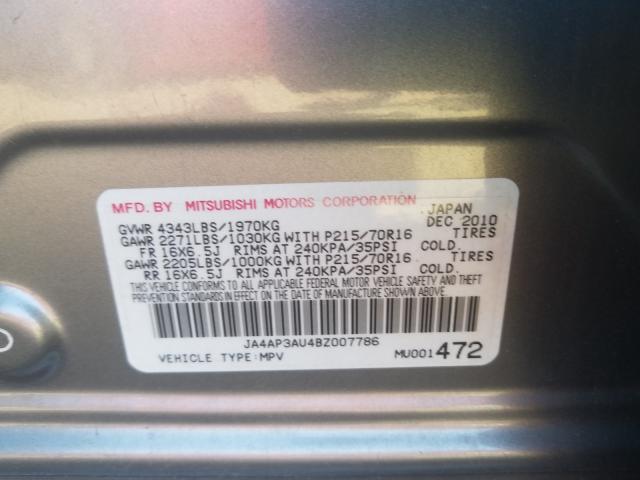 MFD. BY MITSUBISHI MOTORS CORPORATION JAPAN
GVWR 4343LBS/1970KG DEC 2010
GAWR 2271LBS/1030KG WITH P215/70R16 TIRES
FR 16X6.5J RIMS AT 240KPA/35PSI COLD.
GAWR 2205LBS/1000KG WITH P215/70R16 TIRES
RR 16X6.5J RIMS AT 240KPA/35PSI COLD.
THIS VEHICLE CONFORMS TO ALL APPLICABLE FEDERAL MOTOR VEHICLE SAFETY AND THEFT
PREVENTION STANDARDS IN EFFECT ON THE DATE OF MANUFACTURE SHOWN ABOVE.
JA4AP3AU4BZ007786
VEHICLE TYPE:MPV MU001472